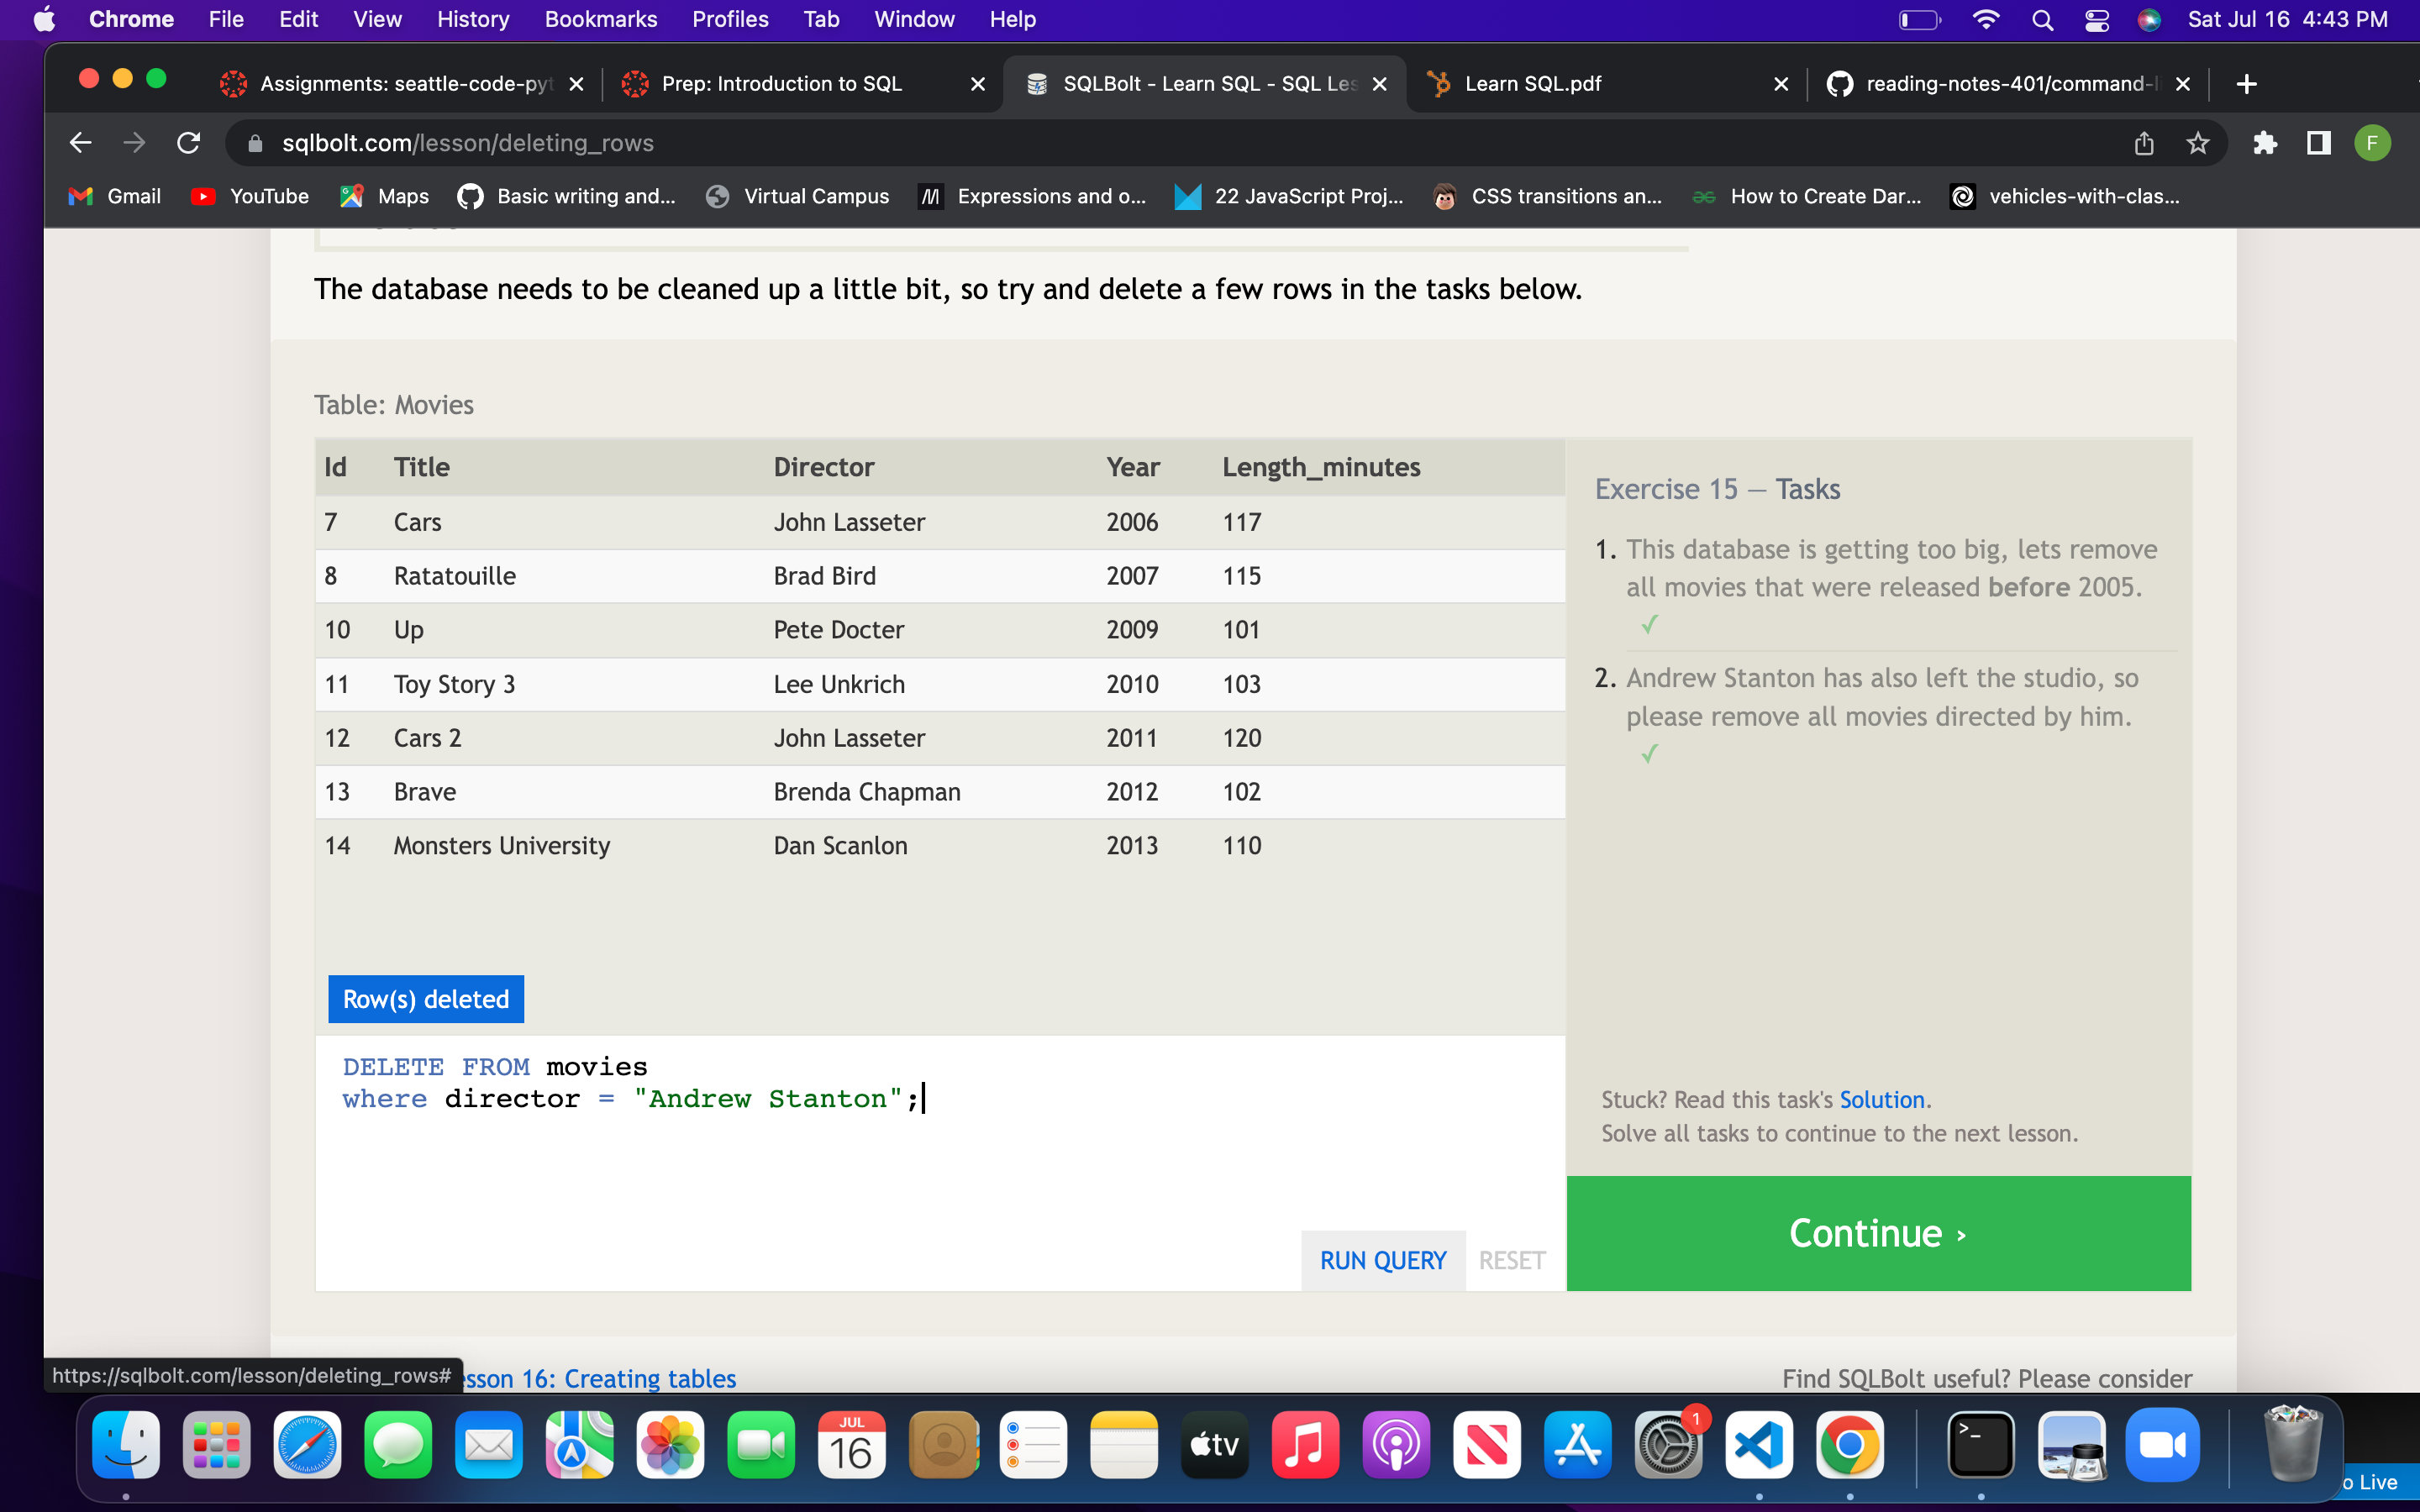 Chrome File Edit View History Bookmarks Profiles Tab Window Help Sat Jul 16 4:43 PM
Assignments: seattle-code-pyt Prep: Introduction to SQL SQLBolt - Learn SQL - SQL Les Learn SQL.pdf reading-notes-401/command-li
sqlbolt.com/lesson/deleting_rows F
Gmail YouTube Maps Basic writing and... Virtual Campus Expressions and o... 22 JavaScript Proj... CSS transitions an... How to Create Dar... vehicles-with-clas...
The database needs to be cleaned up a little bit, so try and delete a few rows in the tasks below.
Table: Movies
Id Title Director Year Length_minutes
7 Cars John Lasseter 2006 117
8 Ratatouille Brad Bird 2007 115
10 Up Pete Docter 2009 101
11 Toy Story 3 Lee Unkrich 2010 103
12 Cars 2 John Lasseter 2011 120
13 Brave Brenda Chapman 2012 102
14 Monsters University Dan Scanlon 2013 110
Row(s) deleted
DELETE FROM movies
where director = "Andrew Stanton";
RUN QUERY RESET
Exercise 15 — Tasks
1. This database is getting too big, lets remove
all movies that were released before 2005.
✓
2. Andrew Stanton has also left the studio, so
please remove all movies directed by him.
✓
Stuck? Read this task's Solution.
Solve all tasks to continue to the next lesson.
Continue ›
https://sqlbolt.com/lesson/deleting_rows# esson 16: Creating tables
Find SQLBolt useful? Please consider
JUL
16
tv
1
>_
o Live